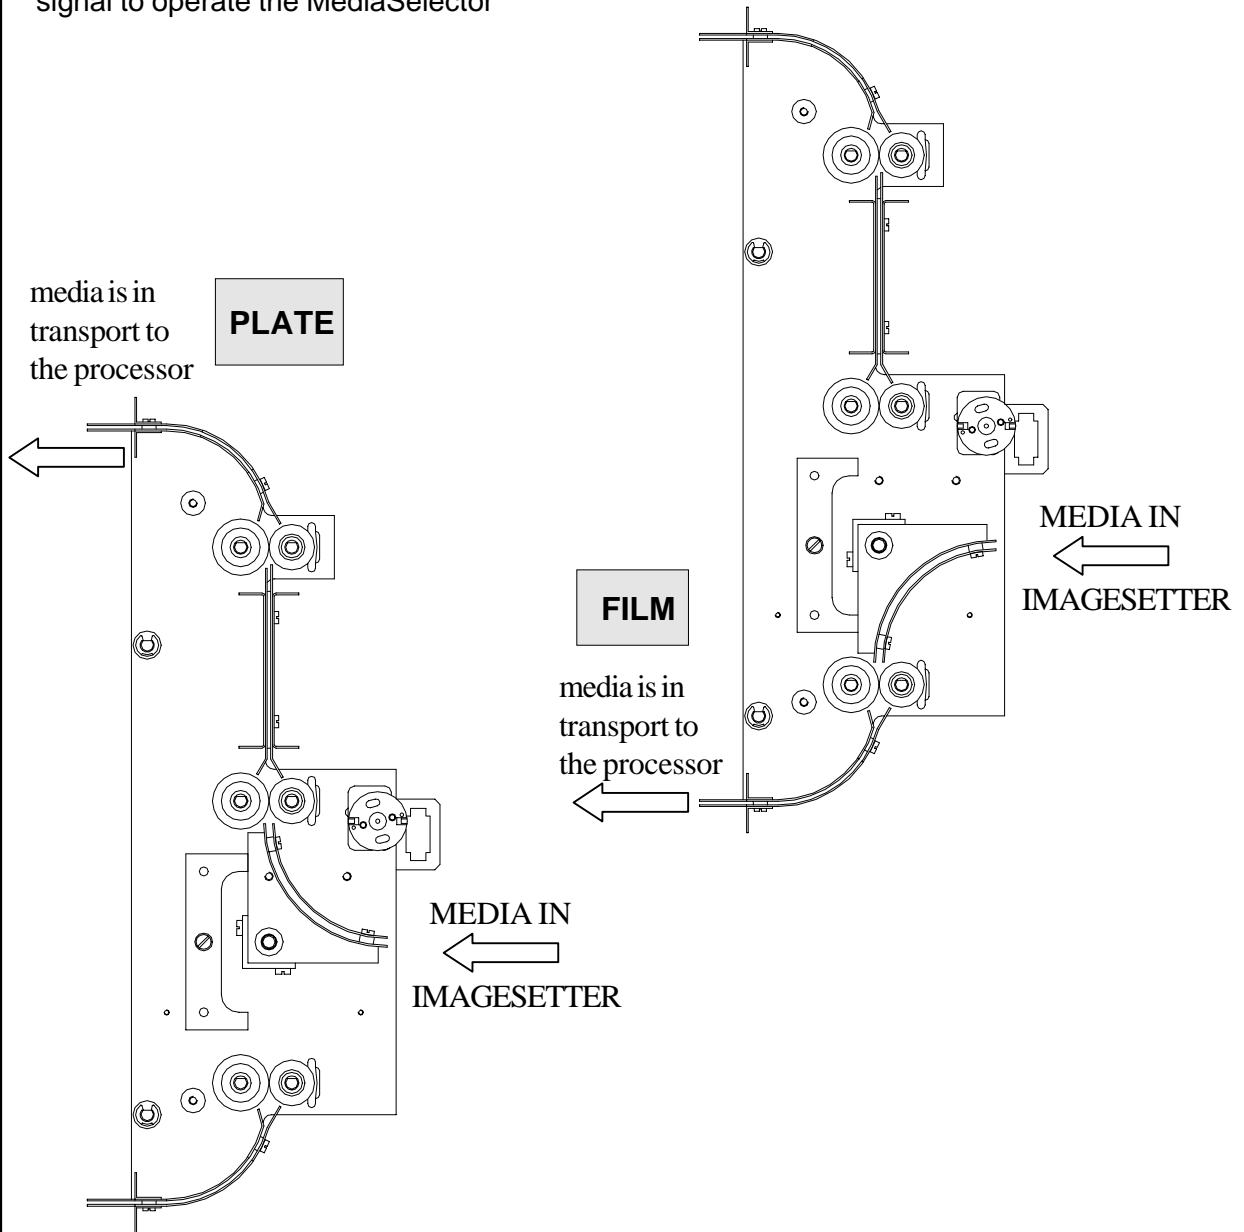 signal to operate the MediaSelector
media is in
transport to
the processor
PLATE
MEDIA IN
IMAGESETTER
FILM
media is in
transport to
the processor
MEDIA IN
IMAGESETTER